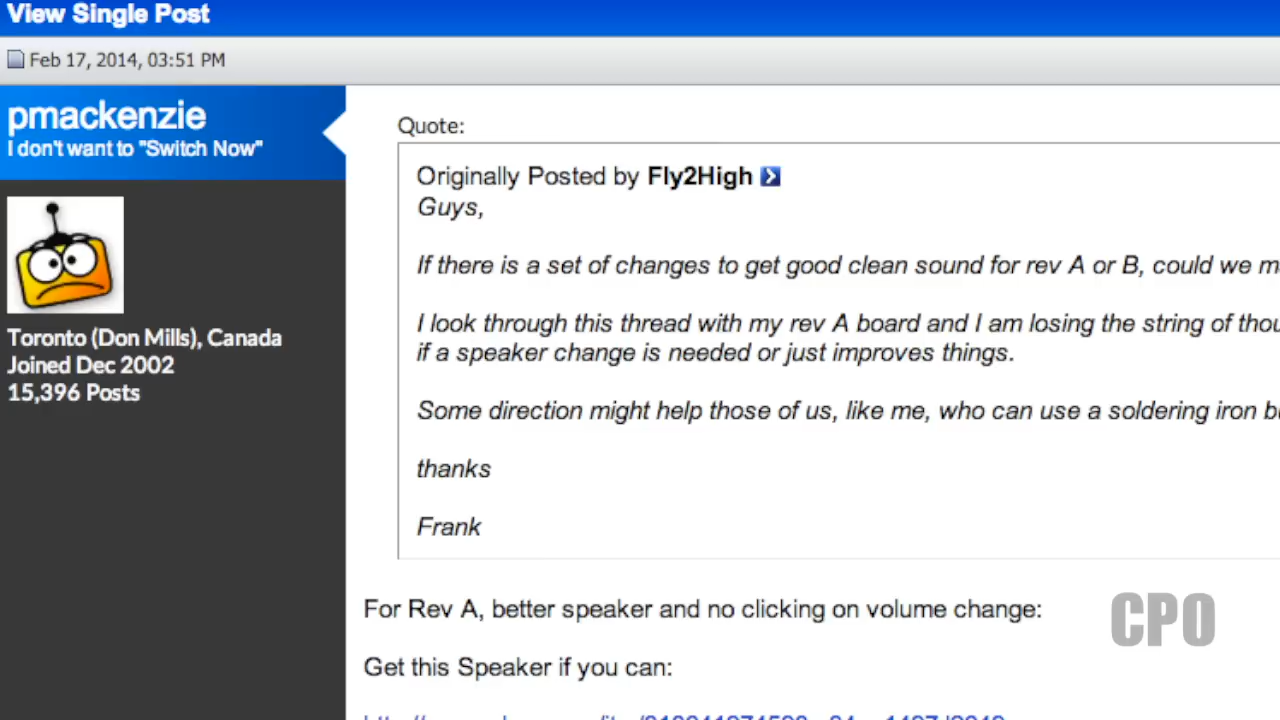 View Single Post
Feb 17, 2014, 03:51 PM
pmackenzie
I don't want to "Switch Now"
Toronto (Don Mills), Canada
Joined Dec 2002
15,396 Posts
Quote:
Originally Posted by Fly2High
Guys,
If there is a set of changes to get good clean sound for rev A or B, could we
I look through this thread with my rev A board and I am losing the string of
if a speaker change is needed or just improves things.
Some direction might help those of us, like me, who can use a soldering iron
thanks
Frank
For Rev A, better speaker and no clicking on volume change:
Get this Speaker if you can:
CPO